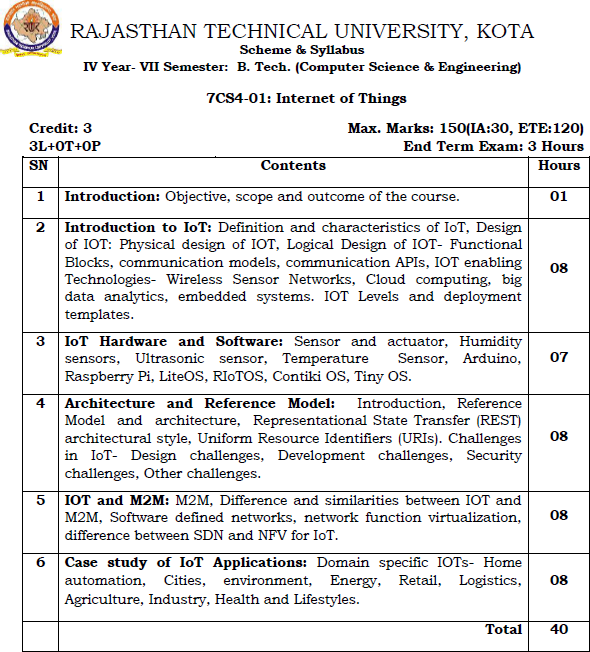 RAJASTHAN TECHNICAL UNIVERSITY, KOTA
Scheme & Syllabus
IV Year- VII Semester: B. Tech. (Computer Science & Engineering)
7CS4-01: Internet of Things
Credit: 3 Max. Marks: 150(IA:30, ETE:120)
3L+0T+0P End Term Exam: 3 Hours
SN Contents Hours
1 Introduction: Objective, scope and outcome of the course. 01
2 Introduction to IoT: Definition and characteristics of IoT, Design
of IOT: Physical design of IOT, Logical Design of IOT- Functional
Blocks, communication models, communication APIs, IOT enabling
Technologies- Wireless Sensor Networks, Cloud computing, big 08
data analytics, embedded systems. IOT Levels and deployment
templates.
3 IoT Hardware and Software: Sensor and actuator, Humidity
sensors, Ultrasonic sensor, Temperature Sensor, Arduino, 07
Raspberry Pi, LiteOS, RIoTOS, Contiki OS, Tiny OS.
4 Architecture and Reference Model: Introduction, Reference
Model and architecture, Representational State Transfer (REST)
architectural style, Uniform Resource Identifiers (URIs). Challenges 08
in IoT- Design challenges, Development challenges, Security
challenges, Other challenges.
5 IOT and M2M: M2M, Difference and similarities between IOT and
M2M, Software defined networks, network function virtualization, 08
difference between SDN and NFV for IoT.
6 Case study of IoT Applications: Domain specific IOTs- Home
automation, Cities, environment, Energy, Retail, Logistics, 08
Agriculture, Industry, Health and Lifestyles.
Total 40